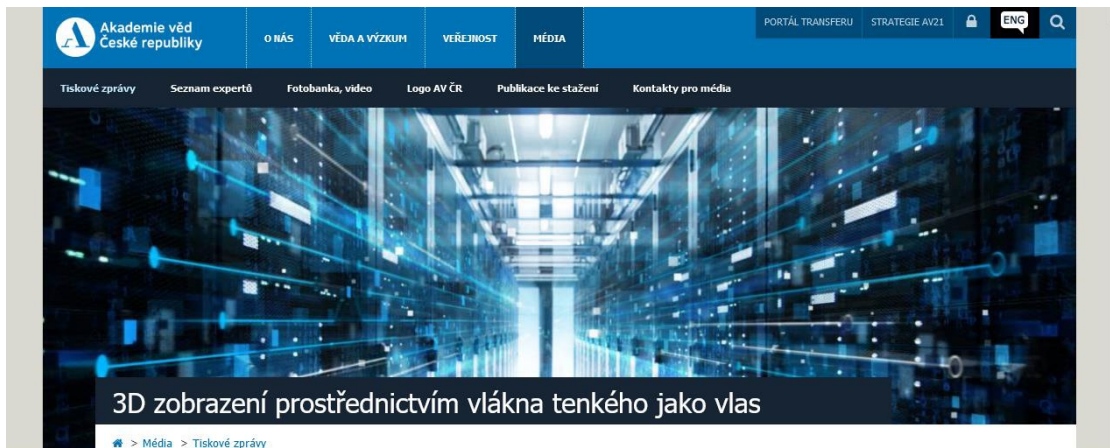 PORTÁL TRANSFERU STRATEGIE AV21 ENG
Akademie věd
České republiky
O NÁS VĚDA A VÝZKUM VEŘEJNOST MÉDIA
Tiskové zprávy Seznam expertů Fotobanka, video Logo AV ČR Publikace ke stažení Kontakty pro média
3D zobrazení prostřednictvím vlákna tenkého jako vlas
> Média > Tiskové zprávy